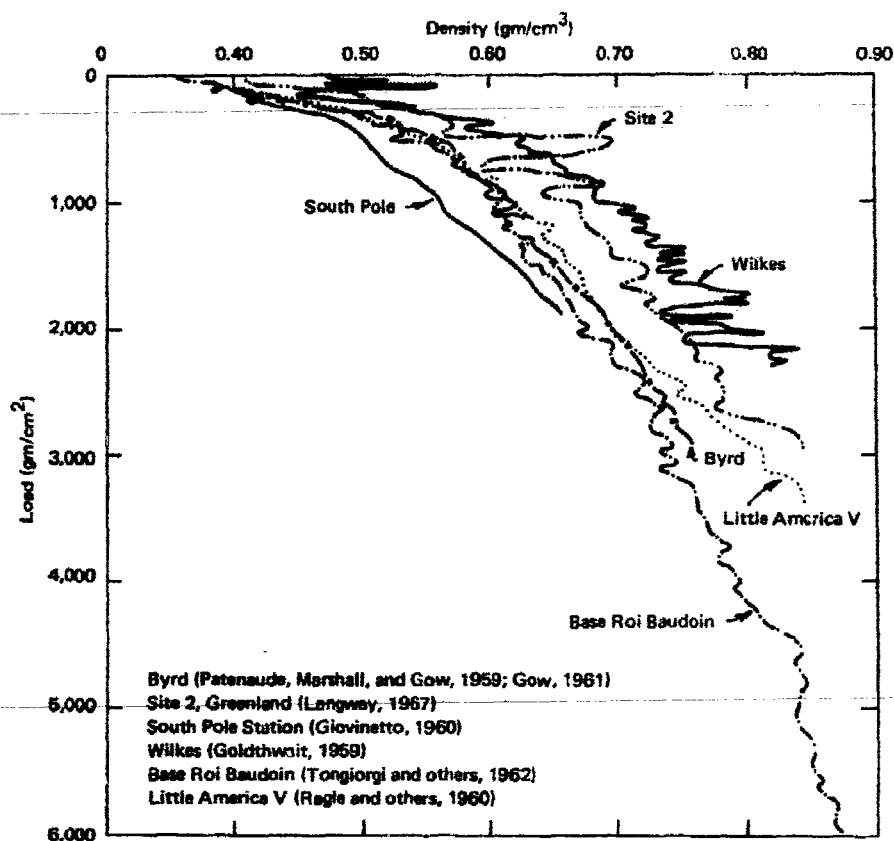 Density (gm/cm3)
0 0.40 0.50 0.60 0.70 0.80 0.90
0
Site 2
South Pole
1,000
Wilkes
2,000
Load (gm/cm2)
3.000
Byrd
Little America V
4,000
Base Roi Baudoin
Byrd (Patenaude, Marshall, and Gow, 1959; Gow, 1961)
Site 2, Greenland (Langway, 1967)
5,000
South Pole Station (Giovinetto, 1960)
Wilkes (Goldthwait, 1959)
Base Roi Baudoin (Tongiorgi and others, 1962)
Little America V (Ragle and others, 1960)
6,000